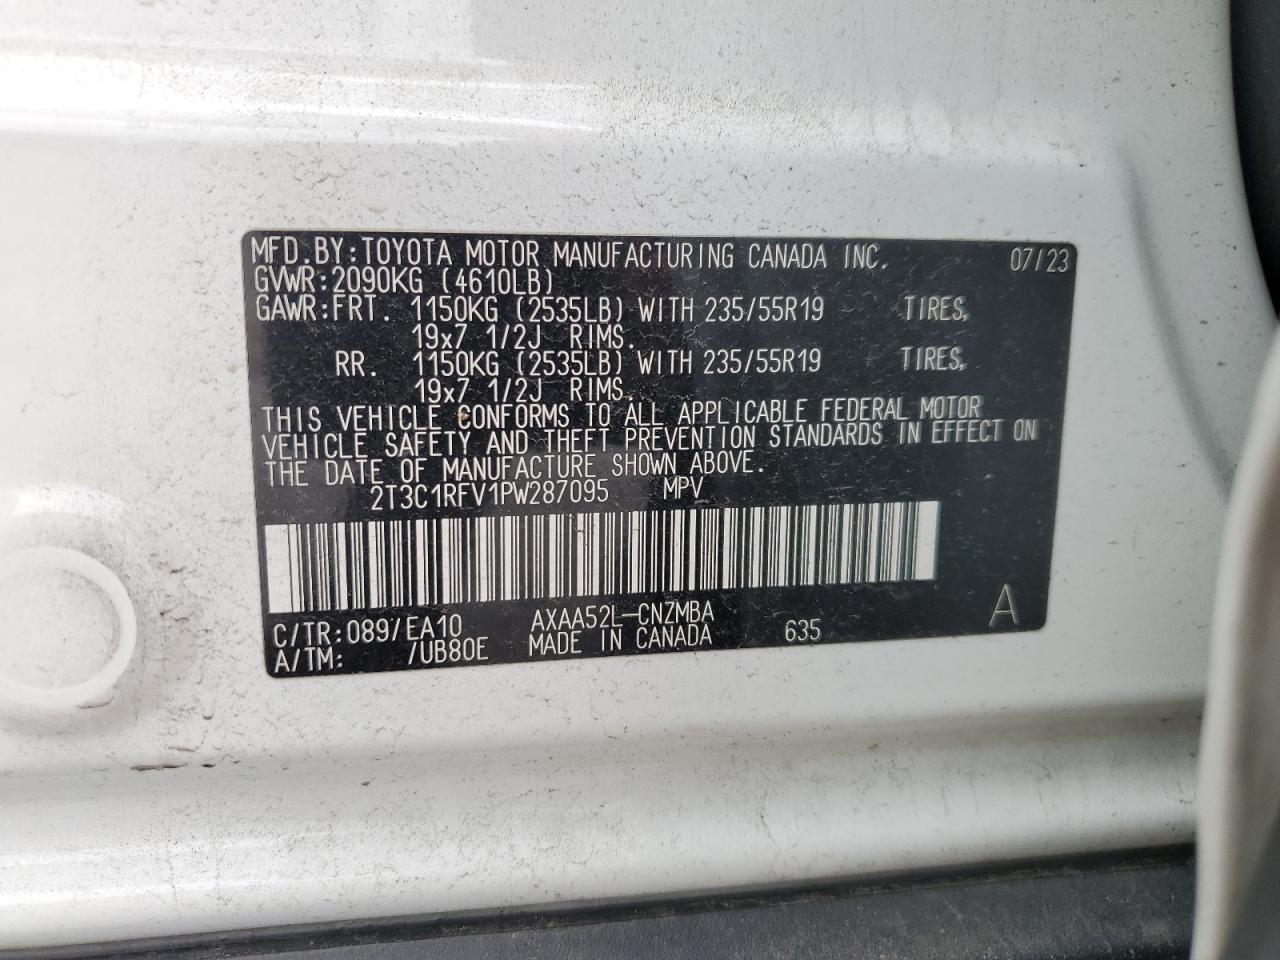 MFD.BY:TOYOTA MOTOR MANUFACTURING CANADA INC. 07/23
GVWR:2090KG (4610LB)
GAWR:FRT. 1150KG (2535LB) WITH 235/55R19 TIRES,
19x7 1/2J RIMS.
RR. 1150KG (2535LB) WITH 235/55R19 TIRES,
19x7 1/2J RIMS.
THIS VEHICLE CONFORMS TO ALL APPLICABLE FEDERAL MOTOR
VEHICLE SAFETY AND THEFT PREVENTION STANDARDS IN EFFECT ON
THE DATE OF MANUFACTURE SHOWN ABOVE.
2T3C1RFV1PW287095 MPV
C/TR:089/EA10 AXAA52L-CNZMBA A
A/TM: /UB80E MADE IN CANADA 635